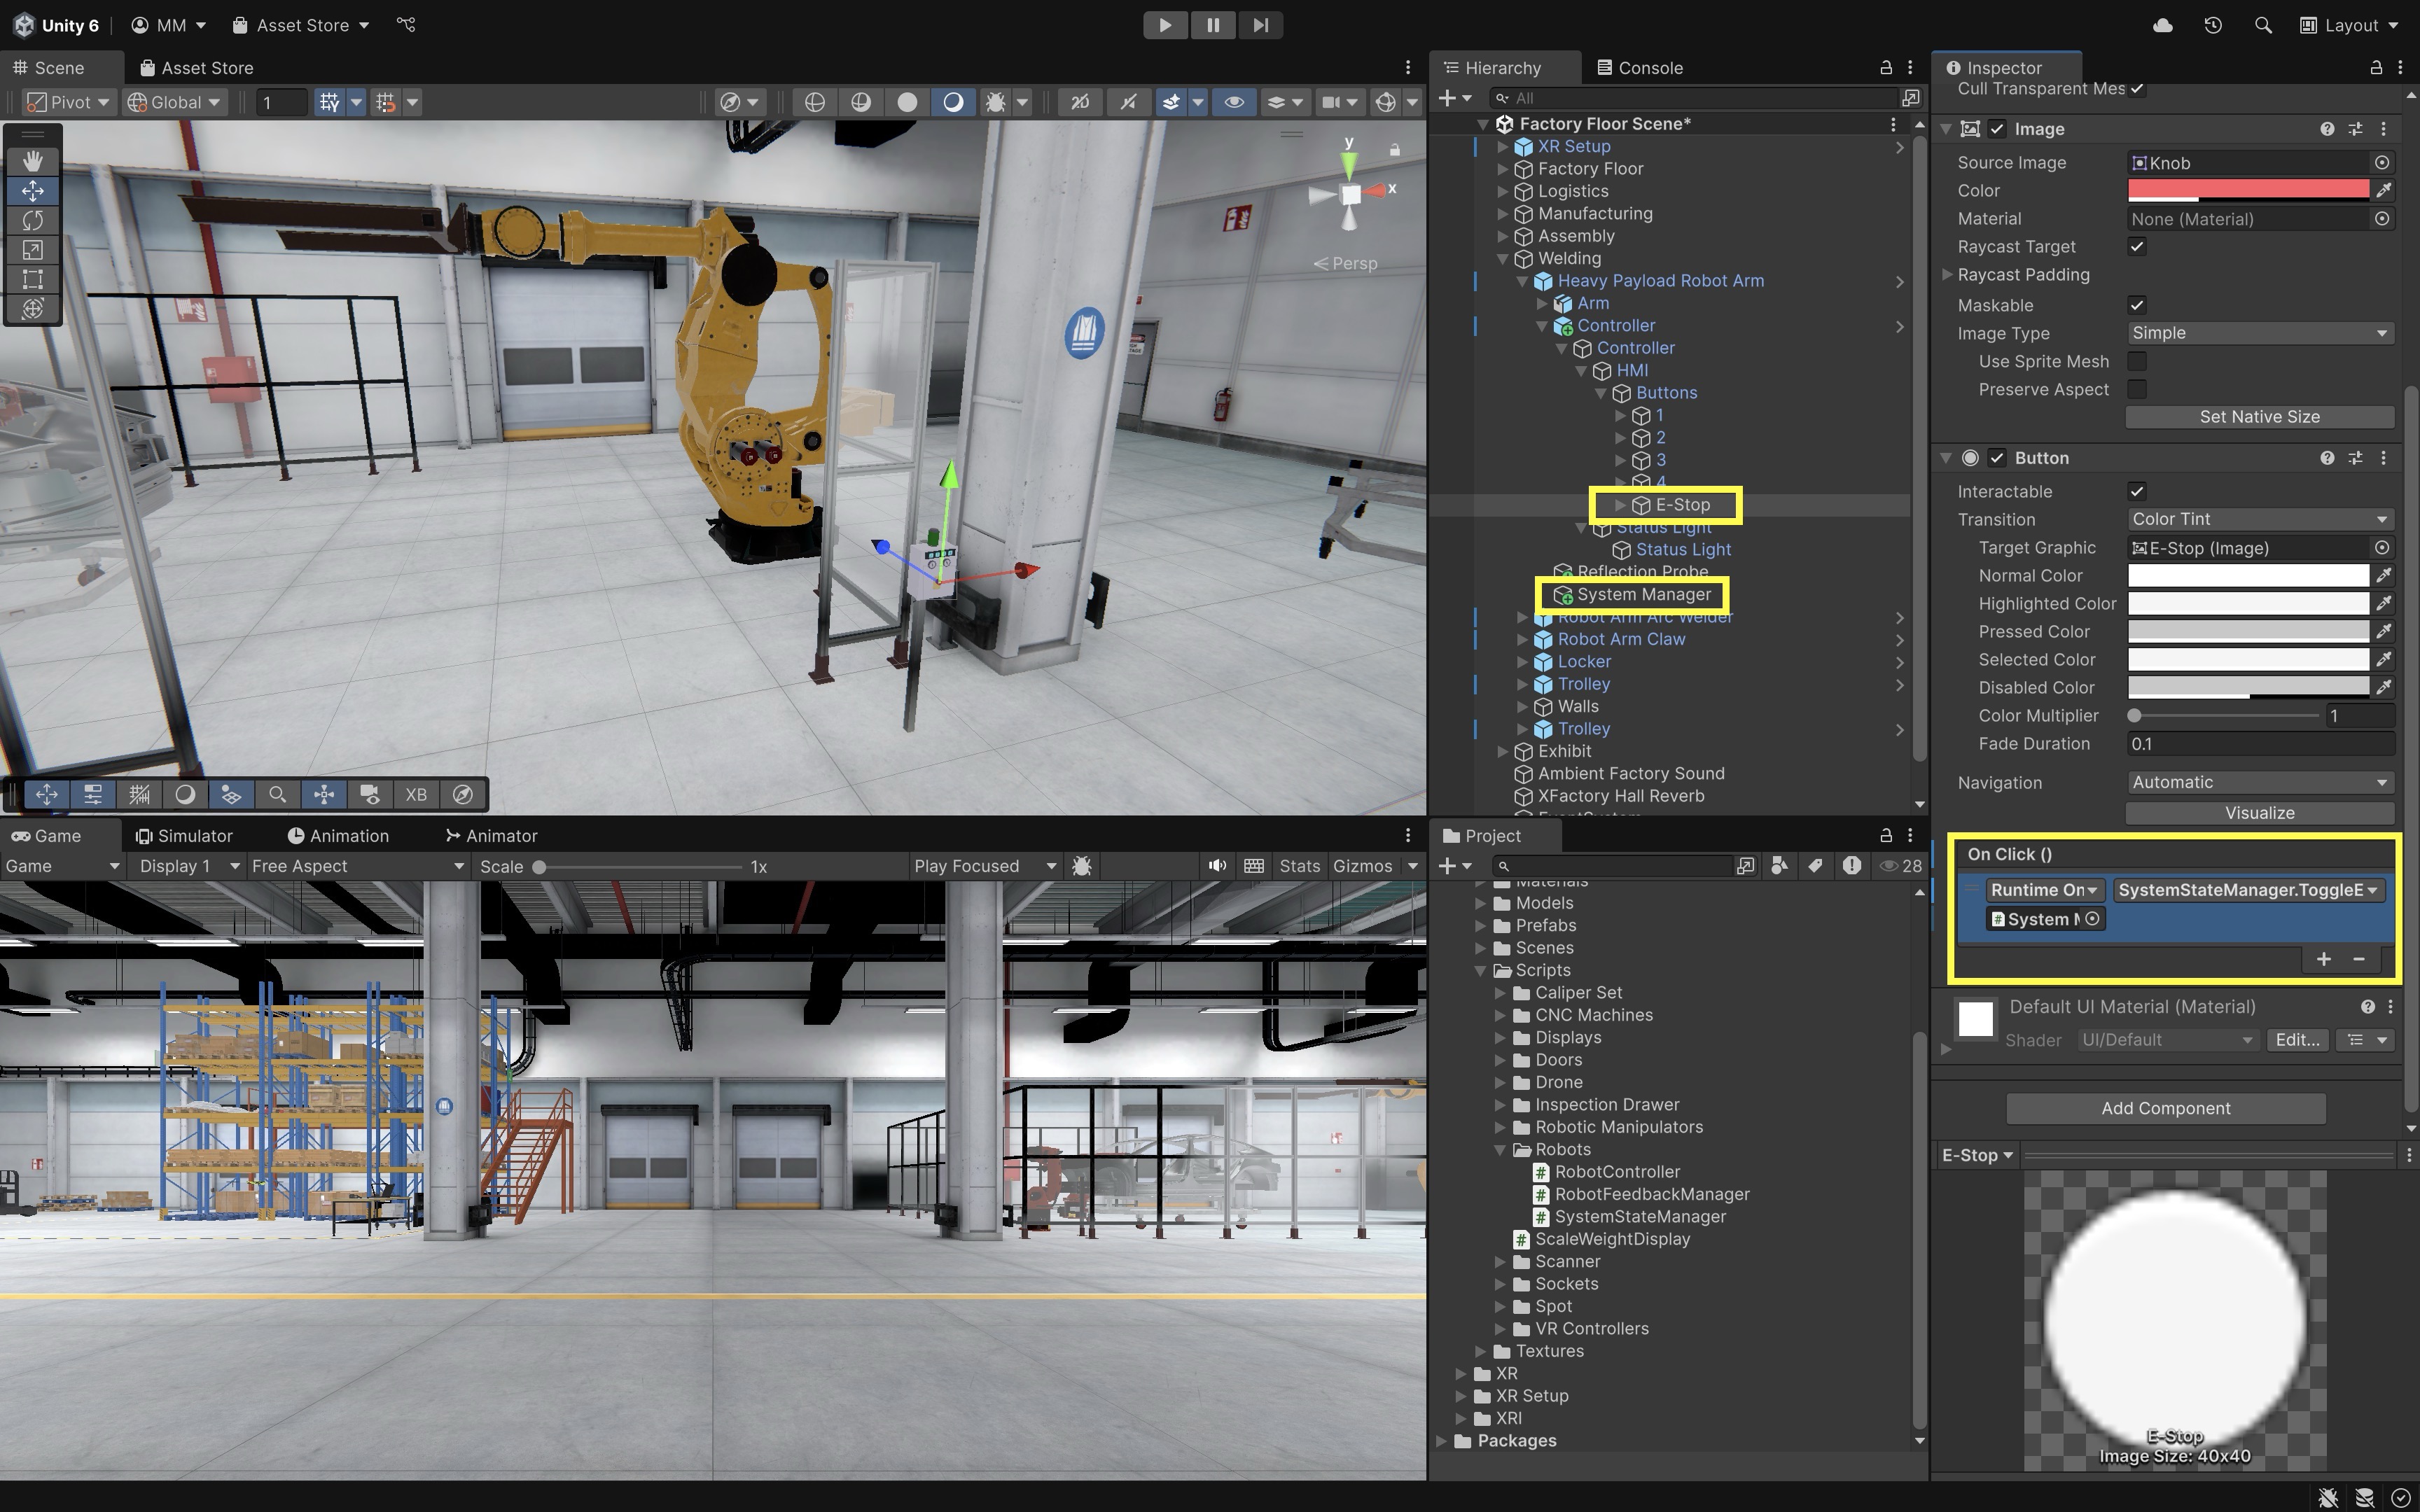 Unity 6
MM
Asset Store
Layout
Scene
Asset Store
Pivot
Global
1
2D
y
x
Persp
XB
Game
Simulator
Animation
Animator
Game
Display 1
Free Aspect
Scale
1x
Play Focused
Stats
Gizmos
Hierarchy
Console
All
Factory Floor Scene*
XR Setup
Factory Floor
Logistics
Manufacturing
Assembly
Welding
Heavy Payload Robot Arm
Arm
Controller
Controller
HMI
Buttons
1
2
3
4
E-Stop
Status Light
Status Light
Reflection Probe
System Manager
Robot Arm Arc Welder
Robot Arm Claw
Locker
Trolley
Walls
Trolley
Exhibit
Ambient Factory Sound
XFactory Hall Reverb
EventSystem
Project
28
Materials
Models
Prefabs
Scenes
Scripts
Caliper Set
CNC Machines
Displays
Doors
Drone
Inspection Drawer
Robotic Manipulators
Robots
RobotController
RobotFeedbackManager
SystemStateManager
ScaleWeightDisplay
Scanner
Sockets
Spot
VR Controllers
Textures
XR
XR Setup
XRI
Packages
Inspector
Cull Transparent Mes
Image
Source Image Knob
Color
Material None (Material)
Raycast Target
Raycast Padding
Maskable
Image Type Simple
Use Sprite Mesh
Preserve Aspect
Set Native Size
Button
Interactable
Transition Color Tint
Target Graphic E-Stop (Image)
Normal Color
Highlighted Color
Pressed Color
Selected Color
Disabled Color
Color Multiplier 1
Fade Duration 0.1
Navigation Automatic
Visualize
On Click ()
Runtime On SystemStateManager.ToggleE
System M
Default UI Material (Material)
Shader UI/Default Edit...
Add Component
E-Stop
E-Stop
Image Size: 40x40